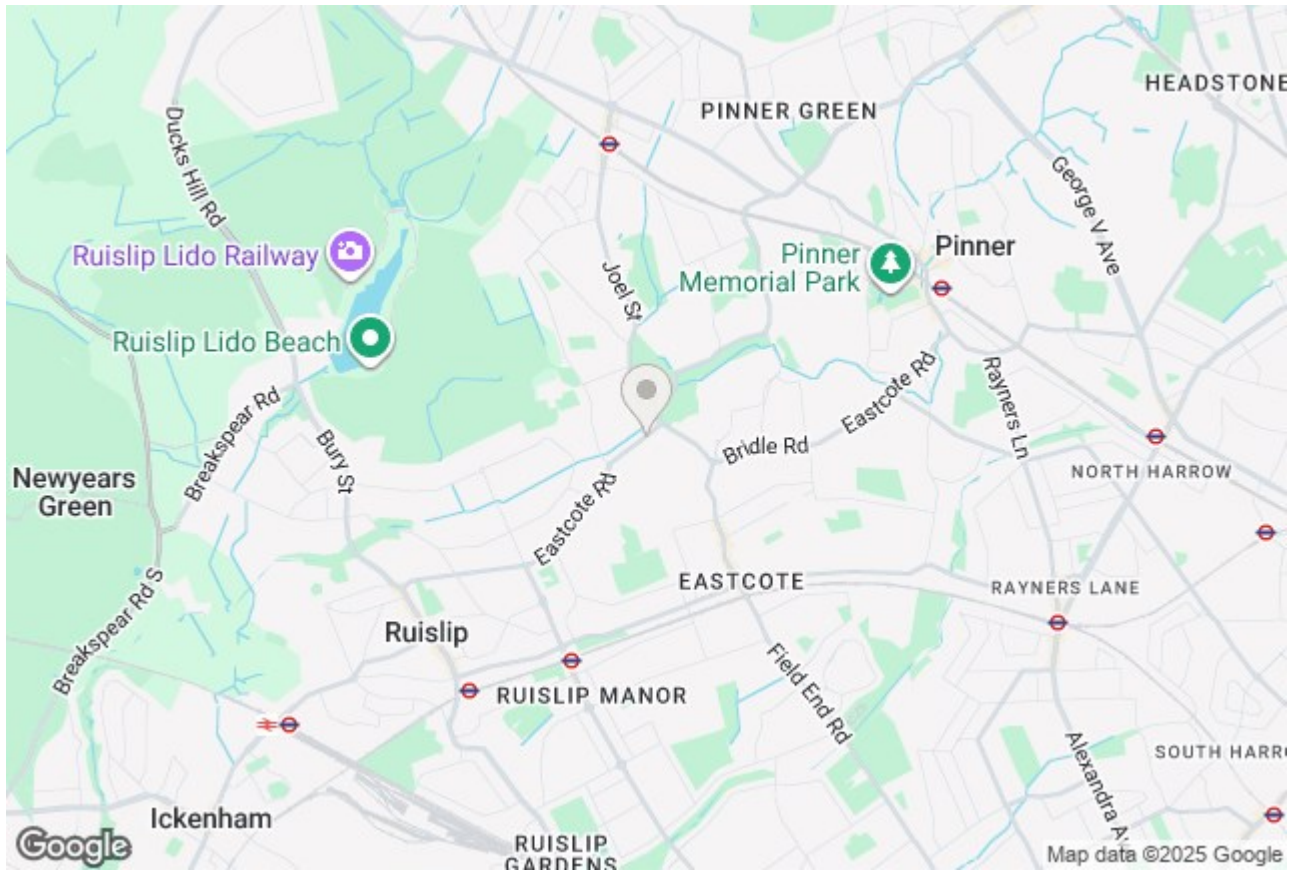 HEADSTONE
PINNER GREEN
Ducks Hill Rd
George V Ave
Ruislip Lido Railway
Pinner
Memorial Park
Pinner
Joel St
Ruislip Lido Beach
Breakspear Rd
Bury St
Eastcote Rd
Rayners Ln
Bridle Rd
Newyears
Green
NORTH HARROW
Eastcote Rd
Breakspear Rd S
EASTCOTE
RAYNERS LANE
Ruislip
RUISLIP MANOR
Field End Rd
Alexandra Av
SOUTH HARR
Ickenham
RUISLIP
GARDENS
Google
Map data ©2025 Google